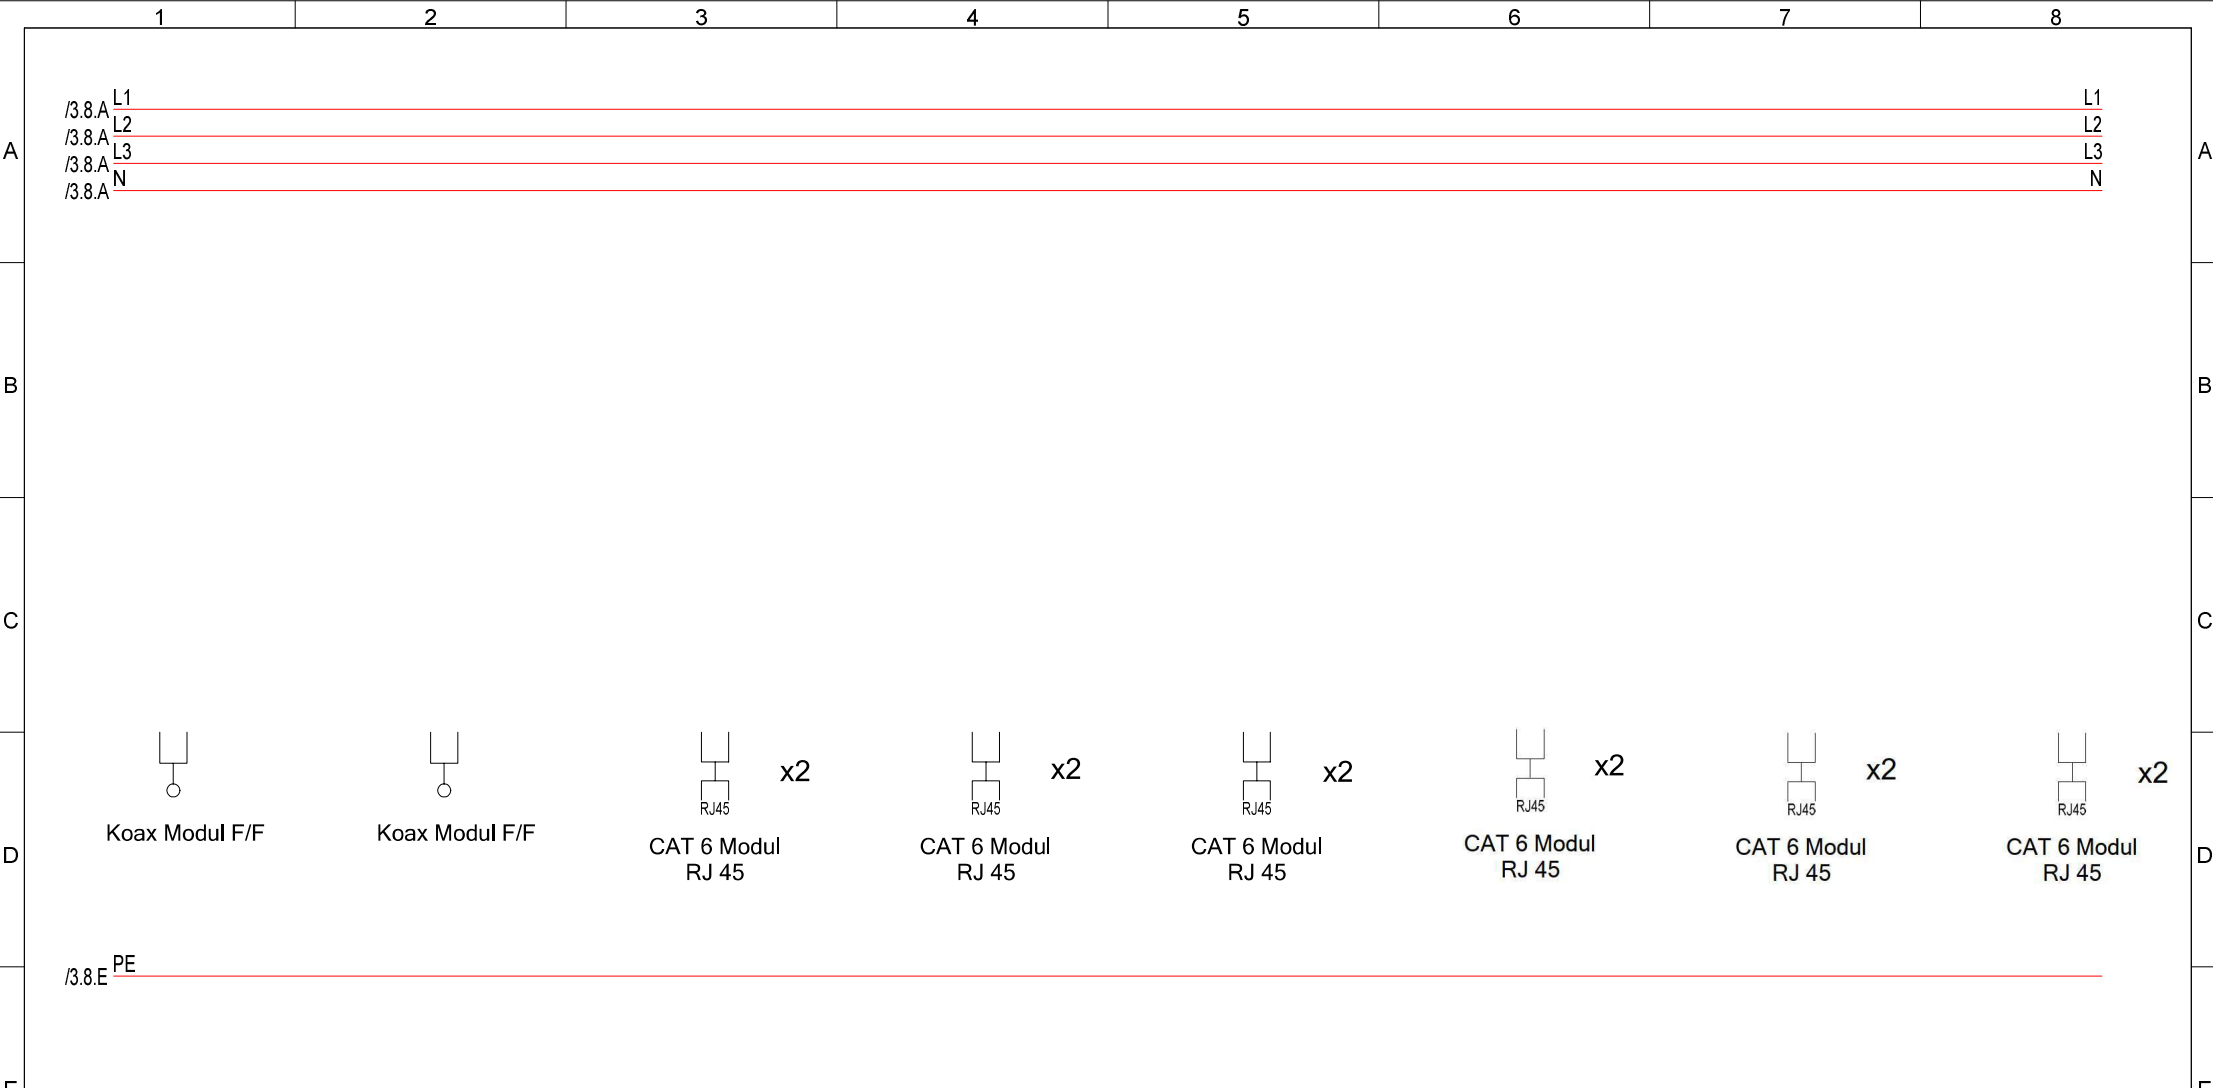 1 2 3 4 5 6 7 8
L1 L1
/3.8.A
L2 L2
/3.8.A
A L3 L3 A
/3.8.A
N N
/3.8.A
B B
C C
x2 x2 x2 x2 x2 x2
RJ45 RJ45 RJ45 RJ45 RJ45 RJ45
Koax Modul F/F Koax Modul F/F
CAT 6 Modul CAT 6 Modul CAT 6 Modul CAT 6 Modul CAT 6 Modul CAT 6 Modul
D D
RJ 45 RJ 45 RJ 45 RJ 45 RJ 45 RJ 45
PE
/3.8.E